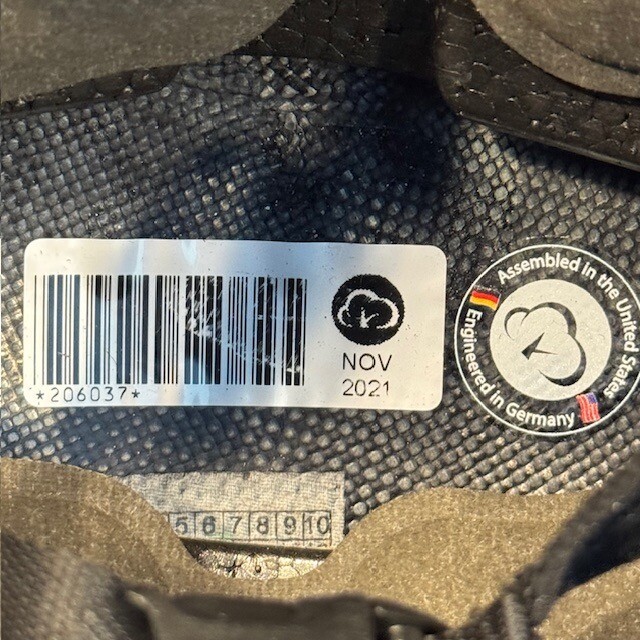 *206037*
NOV
2021
Assembled in the United States
Engineered in Germany
5 6 7 8 9 10